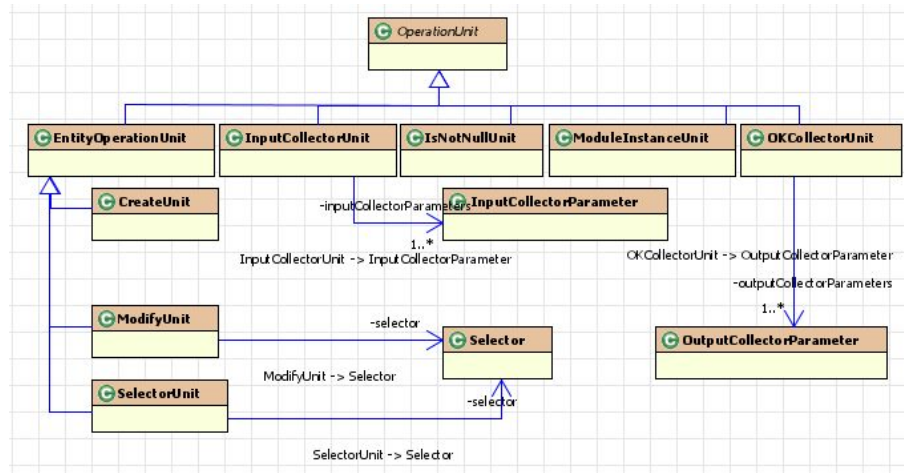 OperationUnit
EntityOperationUnit
InputCollectorUnit
IsNotNullUnit
ModuleInstanceUnit
OKCollectorUnit
CreateUnit
-inputCollectorParameters
InputCollectorParameter
1..*
InputCollectorUnit -> InputCollectorParameter
OKCollectorUnit -> OutputCollectorParameter
-outputCollectorParameters
1..*
ModifyUnit
-selector
Selector
OutputCollectorParameter
ModifyUnit -> Selector
SelectorUnit
-selector
SelectorUnit -> Selector